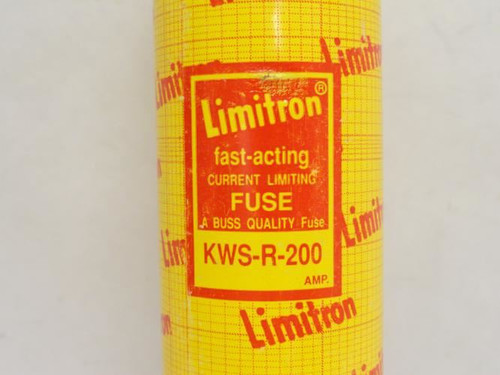 Limitron
Limitron®
fast-acting
CURRENT LIMITING
FUSE
A BUSS QUALITY Fuse
KWS-R-200
AMP.
Limitron
Limitron